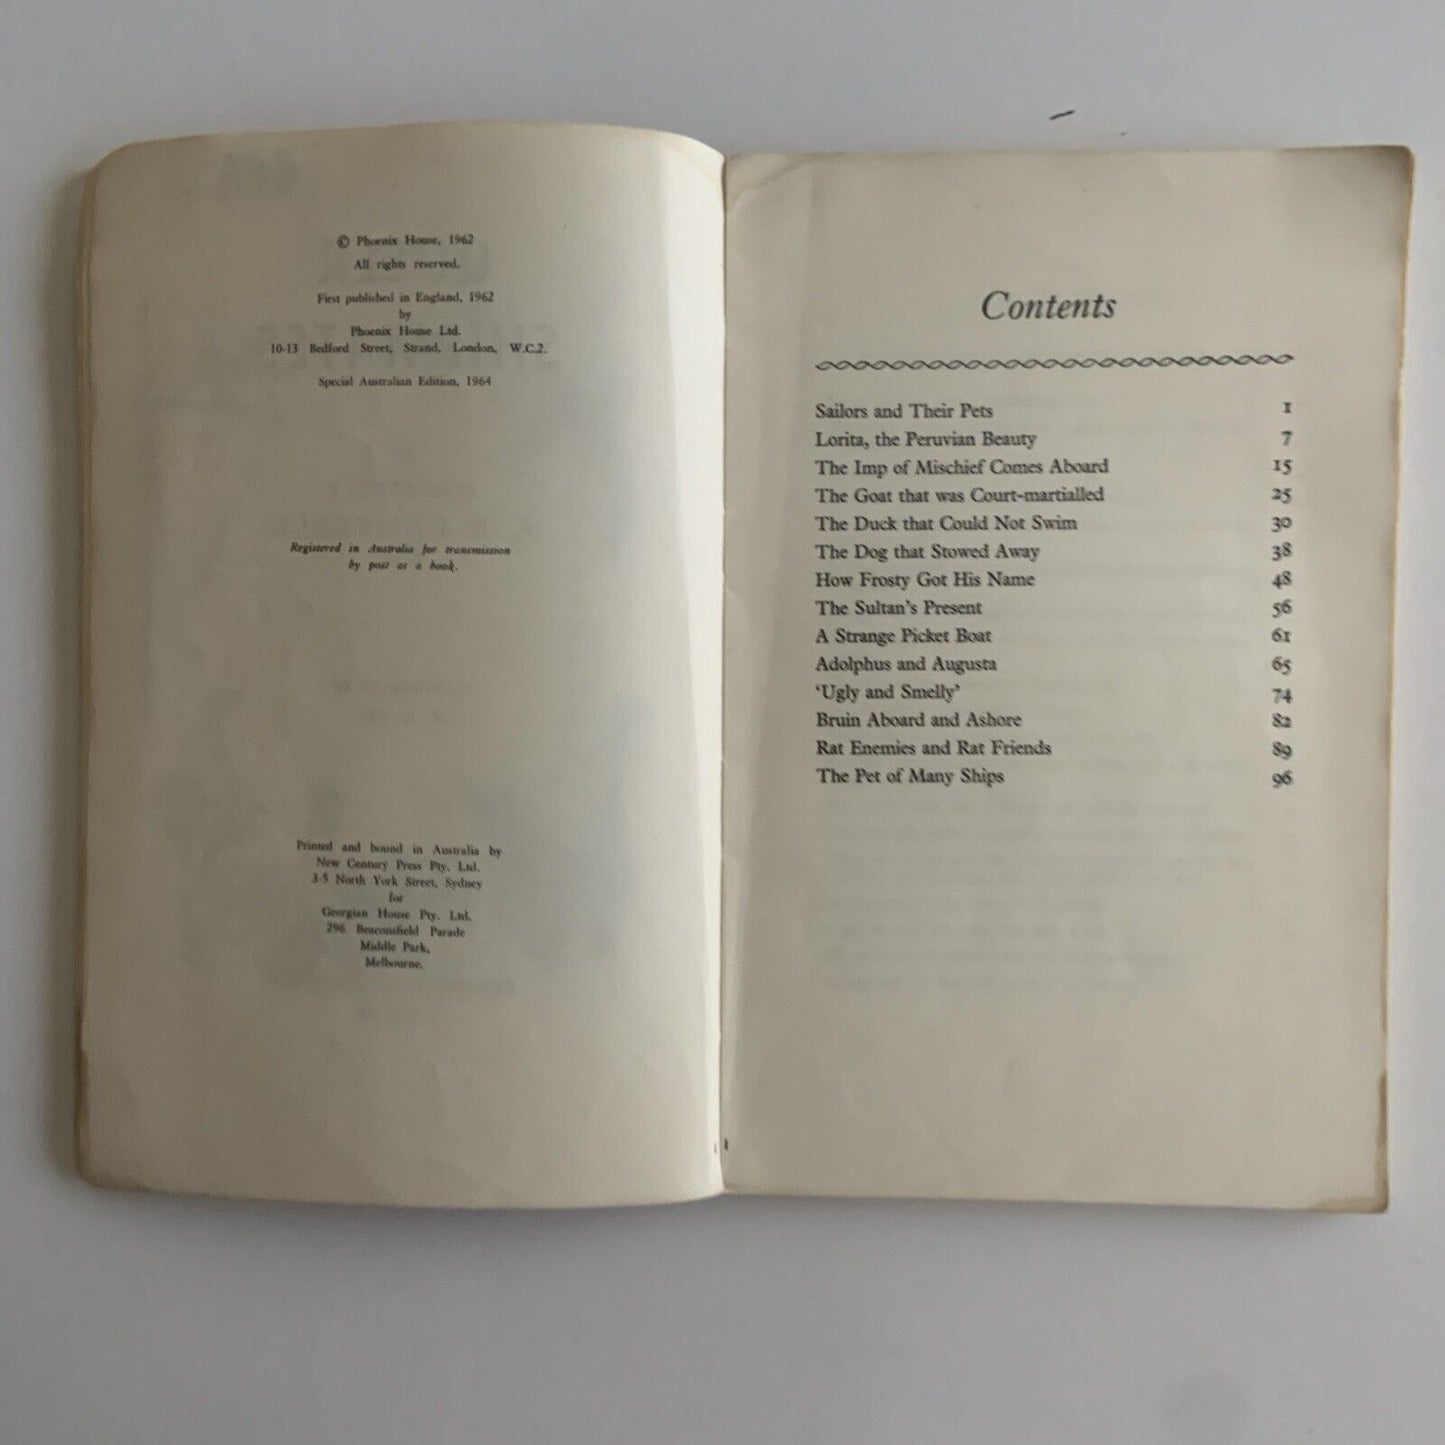 © Phoenix House, 1962
All rights reserved.
First published in England, 1962
by
Phoenix House Ltd.
10-13 Bedford Street, Strand, London, W.C.2.
Special Australian Edition, 1964
Registered in Australia for transmission
by post as a book.
Printed and bound in Australia by
New Century Press Pty. Ltd.
3-5 North York Street, Sydney
for
Georgian House Pty. Ltd.
296 Beaconsfield Parade
Middle Park,
Melbourne.
Contents
Sailors and Their Pets 1
Lorita, the Peruvian Beauty 7
The Imp of Mischief Comes Aboard 15
The Goat that was Court-martialled 25
The Duck that Could Not Swim 30
The Dog that Stowed Away 38
How Frosty Got His Name 48
The Sultan's Present 56
A Strange Picket Boat 61
Adolphus and Augusta 65
‘Ugly and Smelly’ 74
Bruin Aboard and Ashore 82
Rat Enemies and Rat Friends 89
The Pet of Many Ships 96